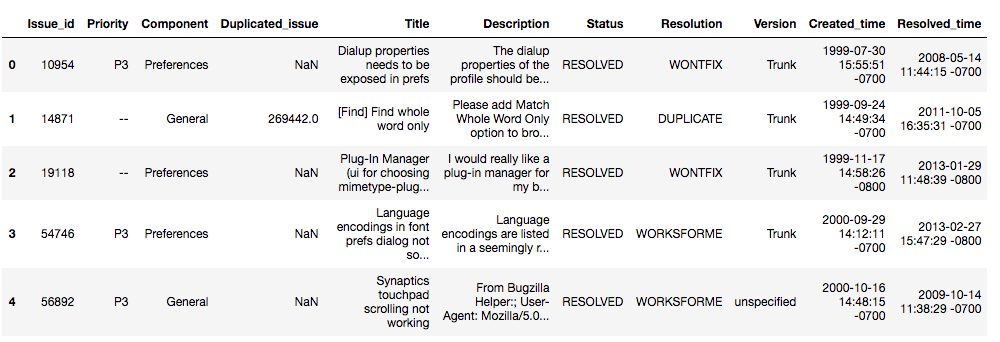 Issue_id Priority Component Duplicated_issue Title Description Status Resolution Version Created_time Resolved_time
0 10954 P3 Preferences NaN Dialup properties needs to be exposed in prefs The dialup properties of the profile should be... RESOLVED WONTFIX Trunk 1999-07-30 15:55:51 -0700 2008-05-14 11:44:15 -0700
1 14871 -- General 269442.0 [Find] Find whole word only Please add Match Whole Word Only option to bro... RESOLVED DUPLICATE Trunk 1999-09-24 14:49:34 -0700 2011-10-05 16:35:31 -0700
2 19118 -- Preferences NaN Plug-In Manager (ui for choosing mimetype-plug... I would really like a plug-in manager for my b... RESOLVED WONTFIX Trunk 1999-11-17 14:58:26 -0800 2013-01-29 11:48:39 -0800
3 54746 P3 Preferences NaN Language encodings in font prefs dialog not so... Language encodings are listed in a seemingly r... RESOLVED WORKSFORME Trunk 2000-09-29 14:12:11 -0700 2013-02-27 15:47:29 -0800
4 56892 P3 General NaN Synaptics touchpad scrolling not working From Bugzilla Helper:; User-Agent: Mozilla/5.0... RESOLVED WORKSFORME unspecified 2000-10-16 14:48:15 -0700 2009-10-14 11:38:29 -0700